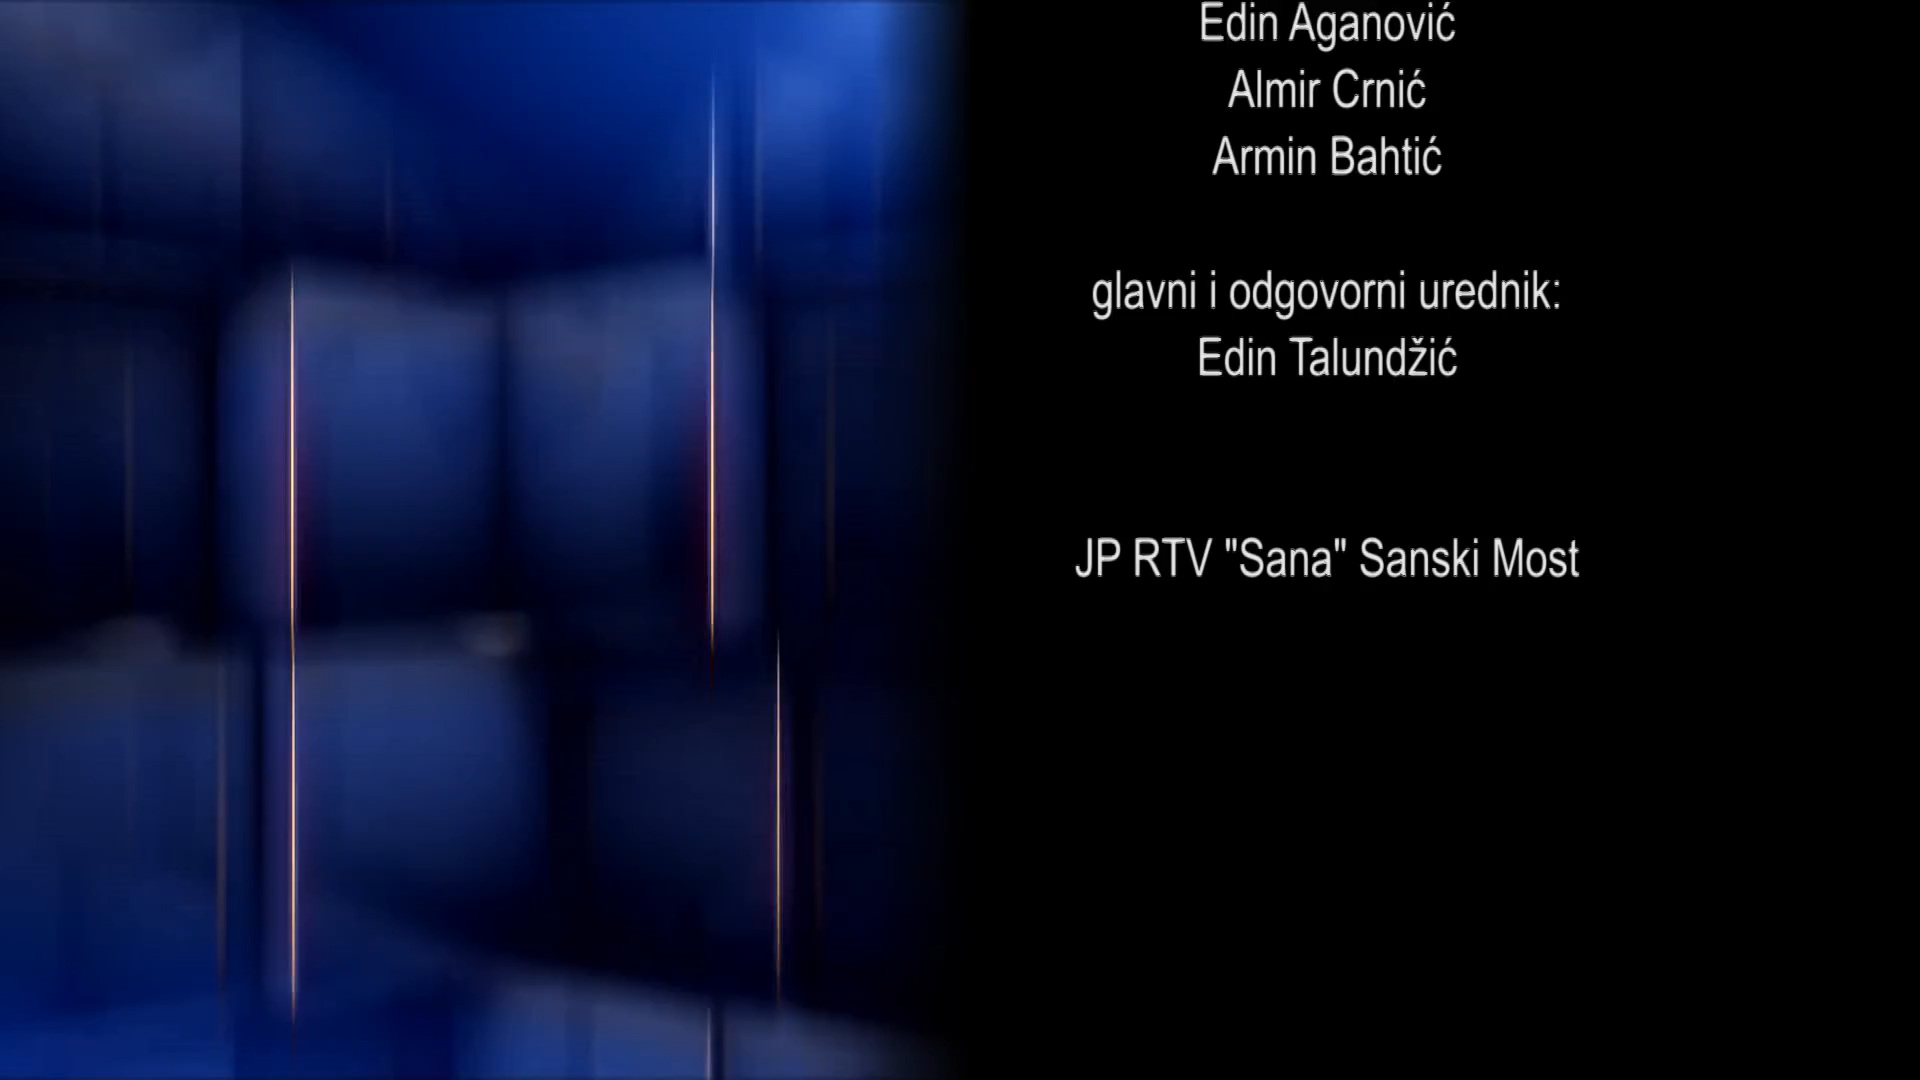 Edin Aganović
Almir Crnić
Armin Bahtić
glavni i odgovorni urednik:
Edin Talundžić
JP RTV "Sana" Sanski Most